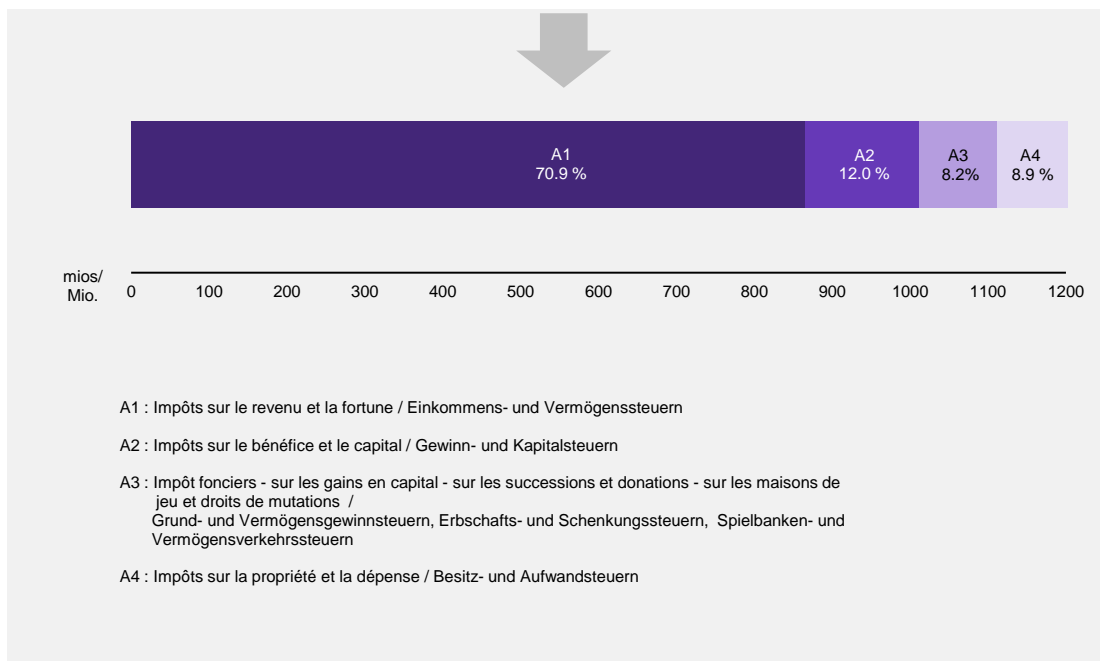 A1
70.9 %
A2
12.0 %
A3
8.2%
A4
8.9 %
mios/
Mio.
0 100 200 300 400 500 600 700 800 900 1000 1100 1200
A1 : Impôts sur le revenu et la fortune / Einkommens- und Vermögenssteuern
A2 : Impôts sur le bénéfice et le capital / Gewinn- und Kapitalsteuern
A3 : Impôt fonciers - sur les gains en capital - sur les successions et donations - sur les maisons de
jeu et droits de mutations /
Grund- und Vermögensgewinnsteuern, Erbschafts- und Schenkungssteuern, Spielbanken- und
Vermögensverkehrssteuern
A4 : Impôts sur la propriété et la dépense / Besitz- und Aufwandsteuern